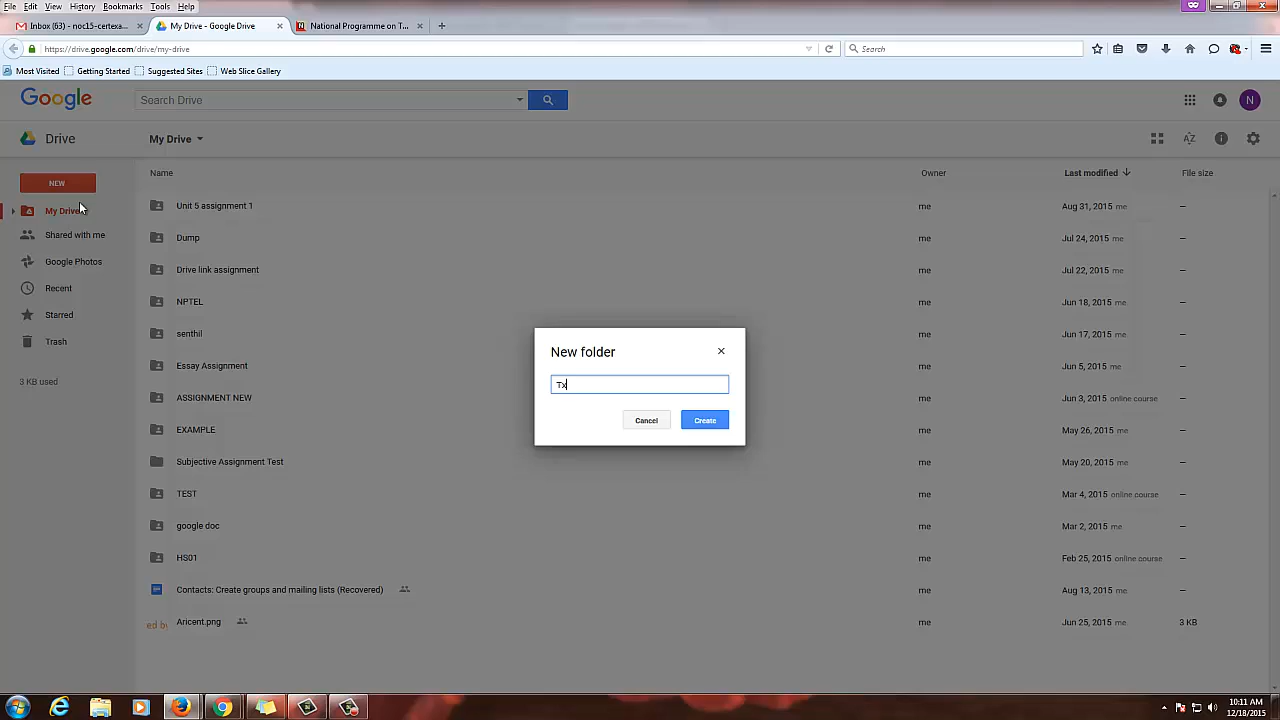 File Edit View History Bookmarks Tools Help
Inbox (63) - noc15-certexa... × My Drive - Google Drive × National Programme on T... × +
https://drive.google.com/drive/my-drive Search
Most Visited Getting Started Suggested Sites Web Slice Gallery
Google Search Drive N
Drive My Drive AZ
Name Owner Last modified File size
NEW
My Drive
Shared with me
Google Photos
Recent
Starred
Trash
3 KB used
Unit 5 assignment 1 me Aug 31, 2015 me —
Dump me Jul 24, 2015 me —
Drive link assignment me Jul 22, 2015 me —
NPTEL me Jun 18, 2015 me —
senthil me Jun 17, 2015 me —
Essay Assignment me Jun 5, 2015 me —
ASSIGNMENT NEW me Jun 3, 2015 online course —
EXAMPLE me May 26, 2015 me —
Subjective Assignment Test me May 20, 2015 me —
TEST me Mar 4, 2015 online course —
google doc me Mar 2, 2015 me —
HS01 me Feb 25, 2015 online course —
Contacts: Create groups and mailing lists (Recovered) me Aug 13, 2015 me —
ed by Aricent.png me Jun 25, 2015 me 3 KB
New folder ×
Tx
Cancel Create
10:11 AM
12/18/2015